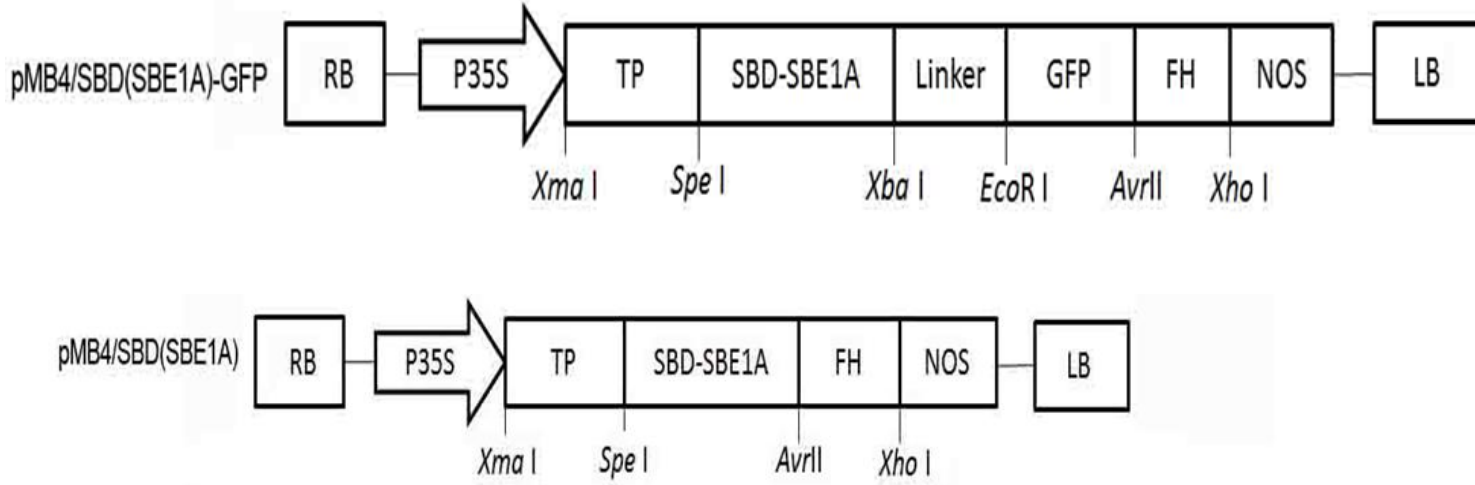 pMB4/SBD(SBE1A)-GFP RB P35S TP SBD-SBE1A Linker GFP FH NOS LB
Xma I Spe I Xba I EcoR I AvrII Xho I
pMB4/SBD(SBE1A) RB P35S TP SBD-SBE1A FH NOS LB
Xma I Spe I AvrII Xho I